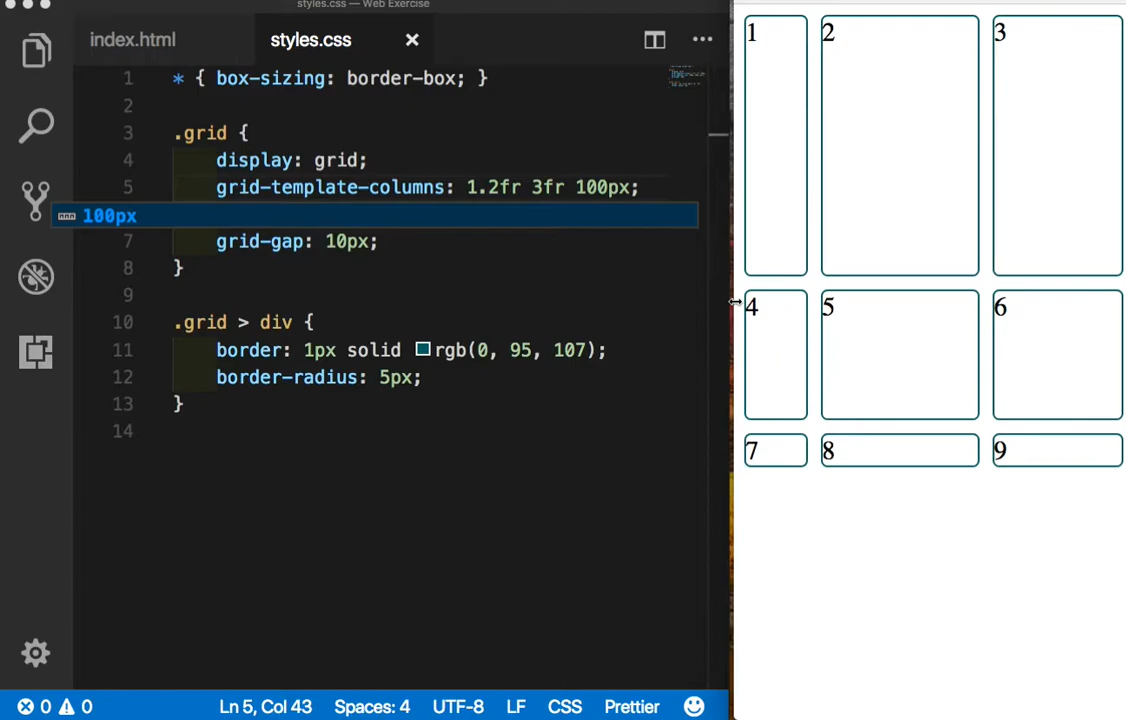 styles.css — Web Exercise
index.html styles.css
1 * { box-sizing: border-box; }
2
3 .grid {
4 display: grid;
5 grid-template-columns: 1.2fr 3fr 100px;
100px
7 grid-gap: 10px;
8 }
9
10 .grid > div {
11 border: 1px solid rgb(0, 95, 107);
12 border-radius: 5px;
13 }
14
0 0 Ln 5, Col 43 Spaces: 4 UTF-8 LF CSS Prettier
1 2 3
4 5 6
7 8 9